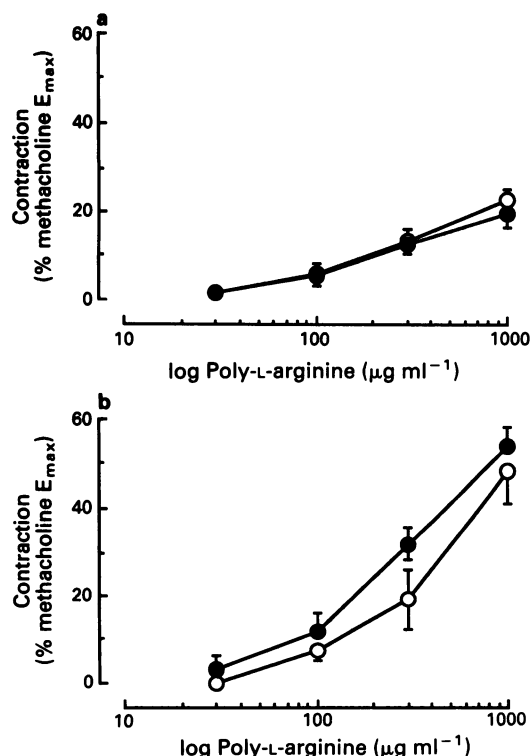 a
Contraction
(% methacholine Emax)
60
40
20
0
10 100 1000
log Poly-L-arginine (μg ml⁻¹)
b
Contraction
(% methacholine Emax)
60
40
20
0
10 100 1000
log Poly-L-arginine (μg ml⁻¹)